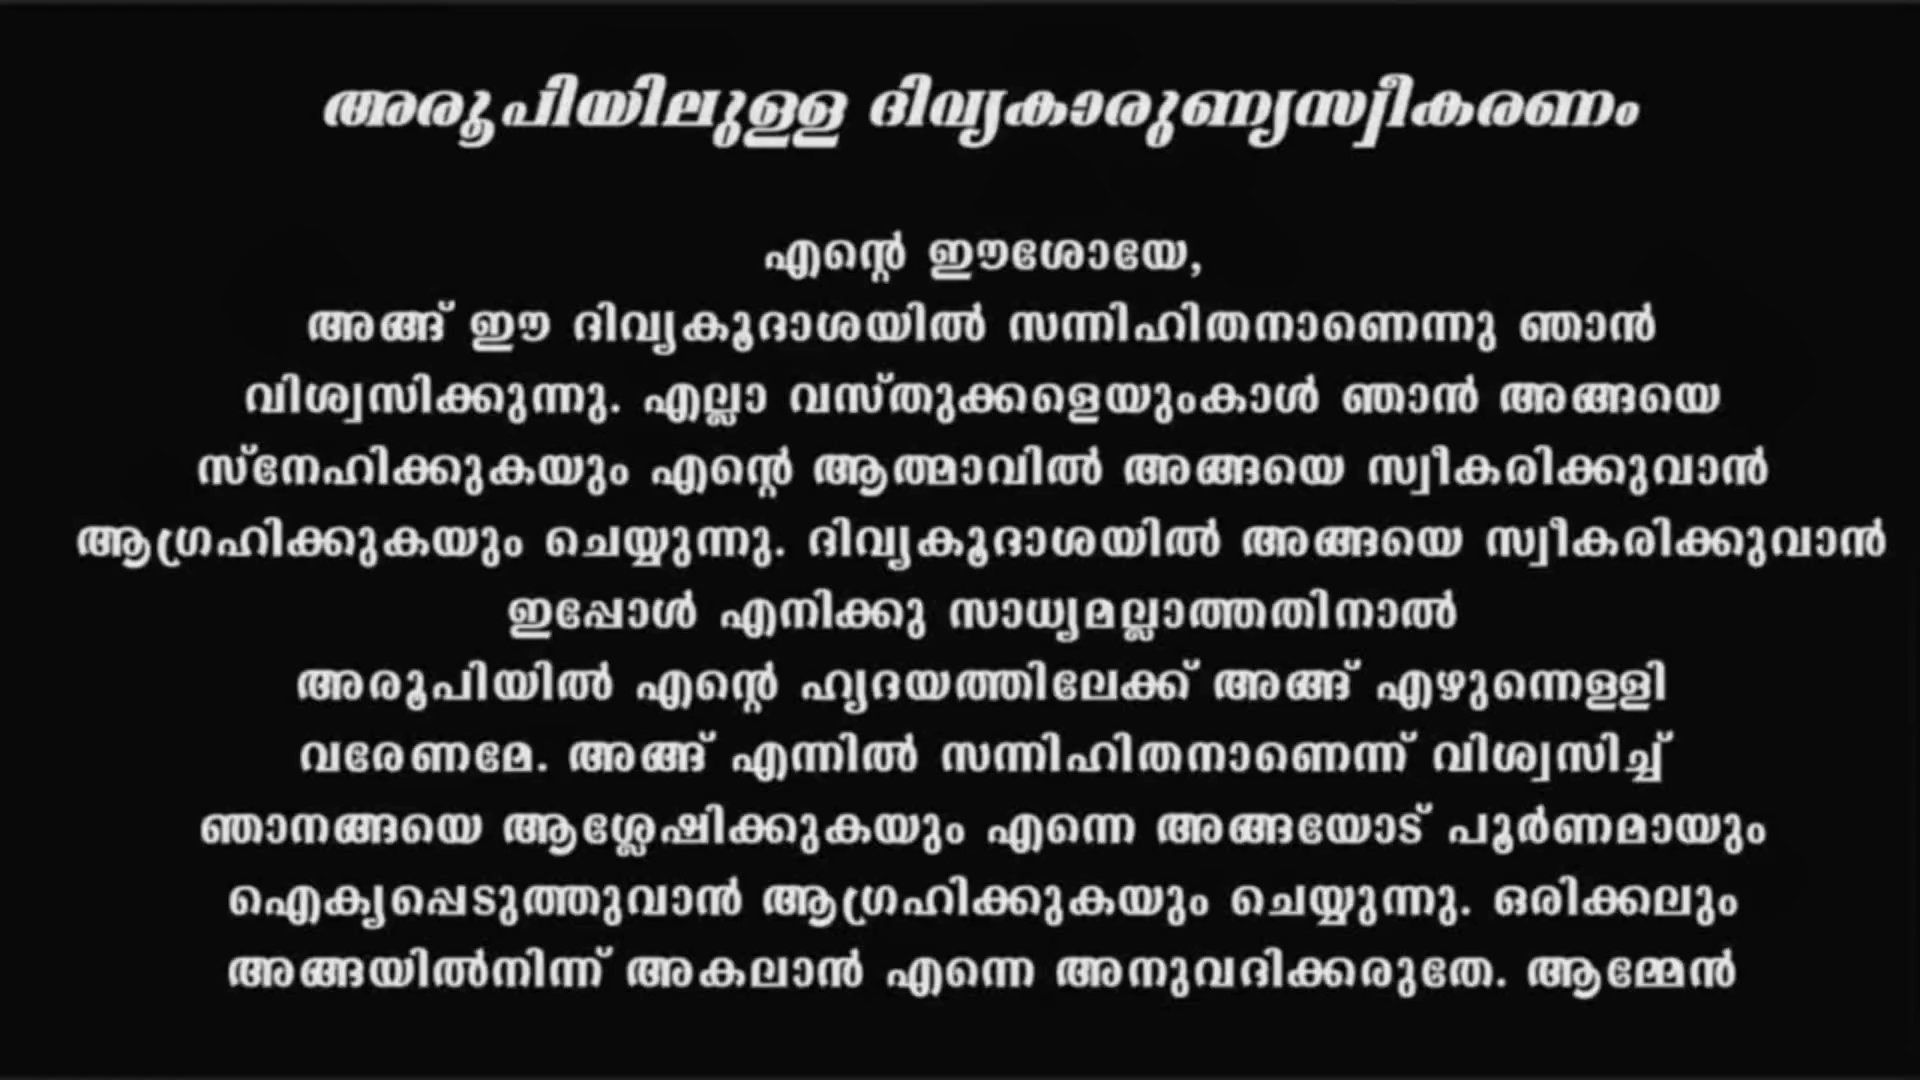 അരൂപിയിലുള്ള ദിവ്യകാരുണ്യസ്വീകരണം
എന്റെ ഈശോയേ,
അങ്ങ് ഈ ദിവ്യകൂദാശയിൽ സന്നിഹിതനാണെന്നു ഞാൻ
വിശ്വസിക്കുന്നു. എല്ലാ വസ്തുക്കളെയുംകാൾ ഞാൻ അങ്ങയെ
സ്നേഹിക്കുകയും എന്റെ ആത്മാവിൽ അങ്ങയെ സ്വീകരിക്കുവാൻ
ആഗ്രഹിക്കുകയും ചെയ്യുന്നു. ദിവ്യകൂദാശയിൽ അങ്ങയെ സ്വീകരിക്കുവാൻ
ഇപ്പോൾ എനിക്കു സാധ്യമല്ലാത്തതിനാൽ
അരൂപിയിൽ എന്റെ ഹൃദയത്തിലേക്ക് അങ്ങ് എഴുന്നെള്ളി
വരേണമേ. അങ്ങ് എന്നിൽ സന്നിഹിതനാണെന്ന് വിശ്വസിച്ച്
ഞാനങ്ങയെ ആശ്ലേഷിക്കുകയും എന്നെ അങ്ങയോട് പൂർണമായും
ഐക്യപ്പെടുത്തുവാൻ ആഗ്രഹിക്കുകയും ചെയ്യുന്നു. ഒരിക്കലും
അങ്ങയിൽനിന്ന് അകലാൻ എന്നെ അനുവദിക്കരുതേ. ആമ്മേൻ